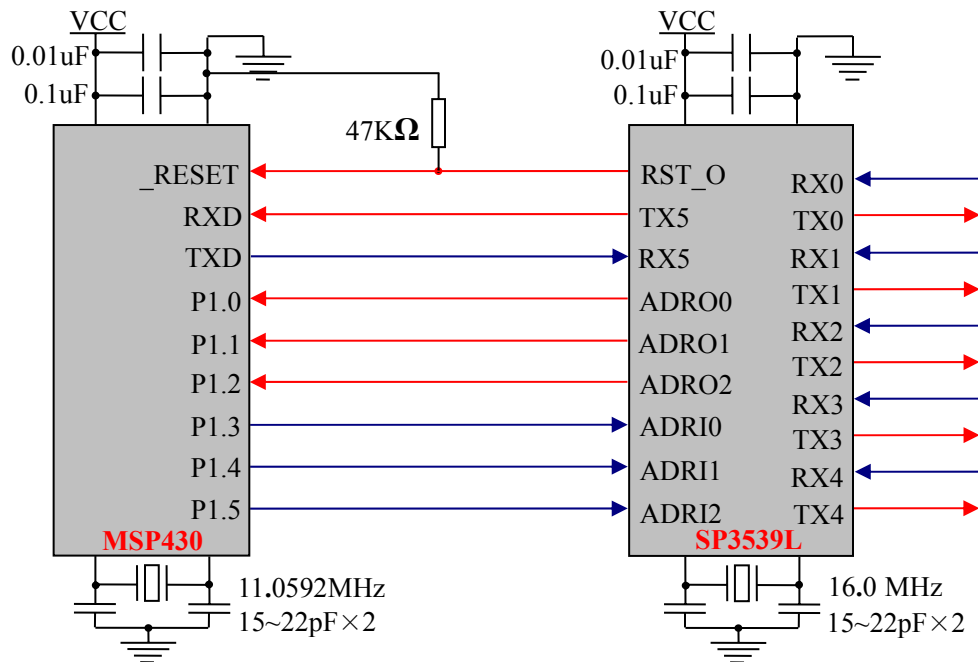 VCC
0.01uF
0.1uF
47KΩ
_RESET
RXD
TXD
P1.0
P1.1
P1.2
P1.3
P1.4
P1.5
MSP430
11.0592MHz
15~22pF×2
VCC
0.01uF
0.1uF
RST_O
TX5
RX5
ADRO0
ADRO1
ADRO2
ADRI0
ADRI1
ADRI2
RX0
TX0
RX1
TX1
RX2
TX2
RX3
TX3
RX4
TX4
SP3539L
16.0 MHz
15~22pF×2